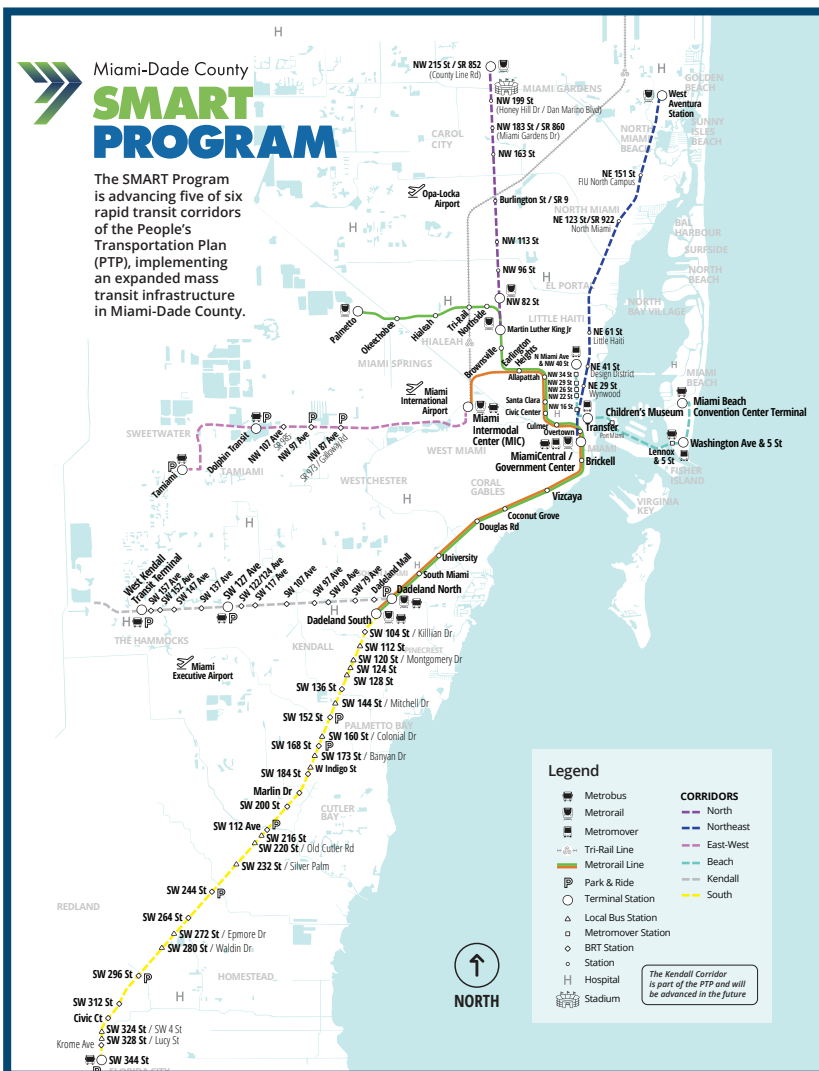 Miami-Dade County
SMART
PROGRAM
The SMART Program
is advancing five of six
rapid transit corridors
of the People's
Transportation Plan
(PTP), implementing
an expanded mass
transit infrastructure
in Miami-Dade County.
H
NW 215 St / SR 852
(County Line Rd)
MIAMI GARDENS
H
GOLDEN
BEACH
West
Aventura
Station
NW 199 St
(Honey Hill Dr / Dan Marino Blvd)
NW 183 St / SR 860
(Miami Gardens Dr)
CAROL
CITY
NW 163 St
NORTH
MIAMI
BEACH
SUNNY
ISLES
BEACH
H
NE 151 St
FIU North Campus
Opa-Locka
Airport
Burlington St / SR 9
NORTH MIAMI
NE 123 St/SR 922
North Miami
BAL
HARBOUR
H
NW 113 St
SURFSIDE
NW 96 St
NORTH
BEACH
H
EL PORTAL
H
NW 82 St
NORTH
BAY VILLAGE
Palmetto
Okeechobee
Hialeah
Tri-Rail
Northside
LITTLE HAITI
Martin Luther King Jr
NE 61 St
Little Haiti
HIALEAH
Brownsville
Earlington
Heights
MIAMI SPRINGS
N Miami Ave
& NW 40 St
NE 41 St
Design District
H
MIAMI
BEACH
Allapattah
NW 34 St
NW 29 St
NW 26 St
NW 22 St
NW 16 St
NE 29 St
Wynwood
Miami
International
Airport
Santa Clara
Civic Center
H
Miami Beach
Convention Center Terminal
Children's Museum
Miami
Intermodal
Center (MIC)
Culmer
Overtown
Transfer
Port Miami
Washington Ave & 5 St
Lennox
& 5 St
SWEETWATER
Dolphin Transit
NW 107 Ave
SR 985
NW 97 Ave
NW 87 Ave
SR 973 / Galloway Rd
P
P
P
P
Tamiami
TAMIAMI
WEST MIAMI
MiamiCentral /
Government Center
MIAMI
Brickell
FISHER
ISLAND
WESTCHESTER
CORAL
GABLES
Vizcaya
VIRGINIA
KEY
H
Coconut Grove
Douglas Rd
H
University
South Miami
West Kendall
Transit Terminal
SW 157 Ave
SW 152 Ave
SW 147 Ave
SW 137 Ave
SW 127 Ave
SW 122/124 Ave
SW 117 Ave
SW 107 Ave
SW 97 Ave
SW 90 Ave
SW 79 Ave
Dadeland Mall
P
Dadeland North
H
P
P
H
Dadeland South
THE HAMMOCKS
SW 104 St / Killlian Dr
KENDALL
SW 112 St
PINECREST
SW 120 St / Montgomery Dr
SW 124 St
SW 128 St
Miami
Executive Airport
SW 136 St
SW 144 St / Mitchell Dr
SW 152 St
P
PALMETTO BAY
SW 160 St / Colonial Dr
SW 168 St
P
SW 173 St / Banyan Dr
W Indigo St
SW 184 St
Marlin Dr
SW 200 St
CUTLER
BAY
SW 112 Ave
P
SW 216 St
SW 220 St / Old Cutler Rd
SW 232 St / Silver Palm
SW 244 St
P
REDLAND
SW 264 St
SW 272 St / Epmore Dr
SW 280 St / Waldin Dr
SW 296 St
P
HOMESTEAD
H
SW 312 St
Civic Ct
SW 324 St / SW 4 St
SW 328 St / Lucy St
Krome Ave
SW 344 St
P
FLORIDA CITY
NORTH
Legend
Metrobus
Metrorail
Metromover
Tri-Rail Line
Metrorail Line
P Park & Ride
Terminal Station
Local Bus Station
Metromover Station
BRT Station
Station
H Hospital
Stadium
CORRIDORS
North
Northeast
East-West
Beach
Kendall
South
The Kendall Corridor
is part of the PTP and will
be advanced in the future